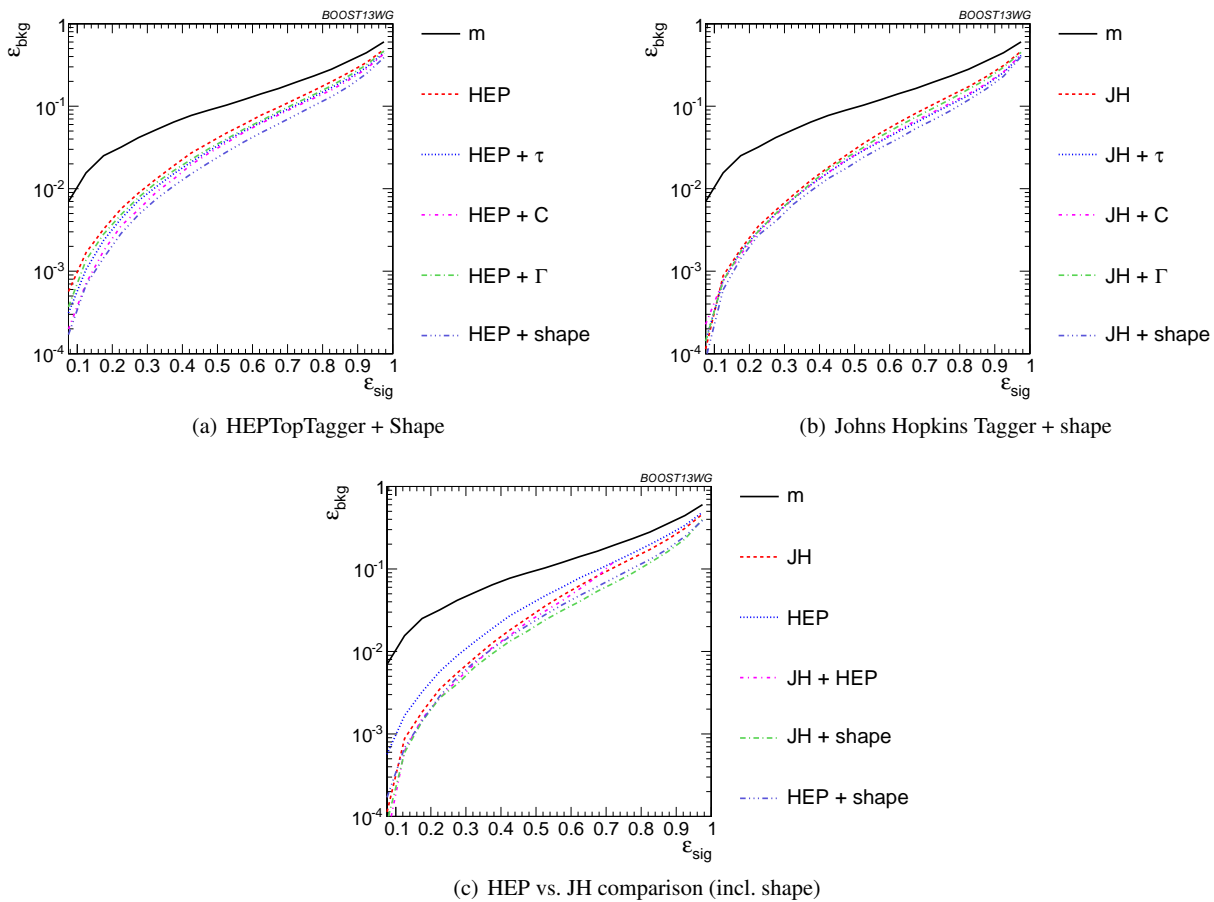 BOOST13WG
ε_bkg
1
10⁻¹
10⁻²
10⁻³
10⁻⁴
0.1 0.2 0.3 0.4 0.5 0.6 0.7 0.8 0.9 1
ε_sig
m
HEP
HEP + τ
HEP + C
HEP + Γ
HEP + shape
(a) HEPTopTagger + Shape
BOOST13WG
ε_bkg
1
10⁻¹
10⁻²
10⁻³
10⁻⁴
0.1 0.2 0.3 0.4 0.5 0.6 0.7 0.8 0.9 1
ε_sig
m
JH
JH + τ
JH + C
JH + Γ
JH + shape
(b) Johns Hopkins Tagger + shape
BOOST13WG
ε_bkg
1
10⁻¹
10⁻²
10⁻³
10⁻⁴
0.1 0.2 0.3 0.4 0.5 0.6 0.7 0.8 0.9 1
ε_sig
m
JH
HEP
JH + HEP
JH + shape
HEP + shape
(c) HEP vs. JH comparison (incl. shape)